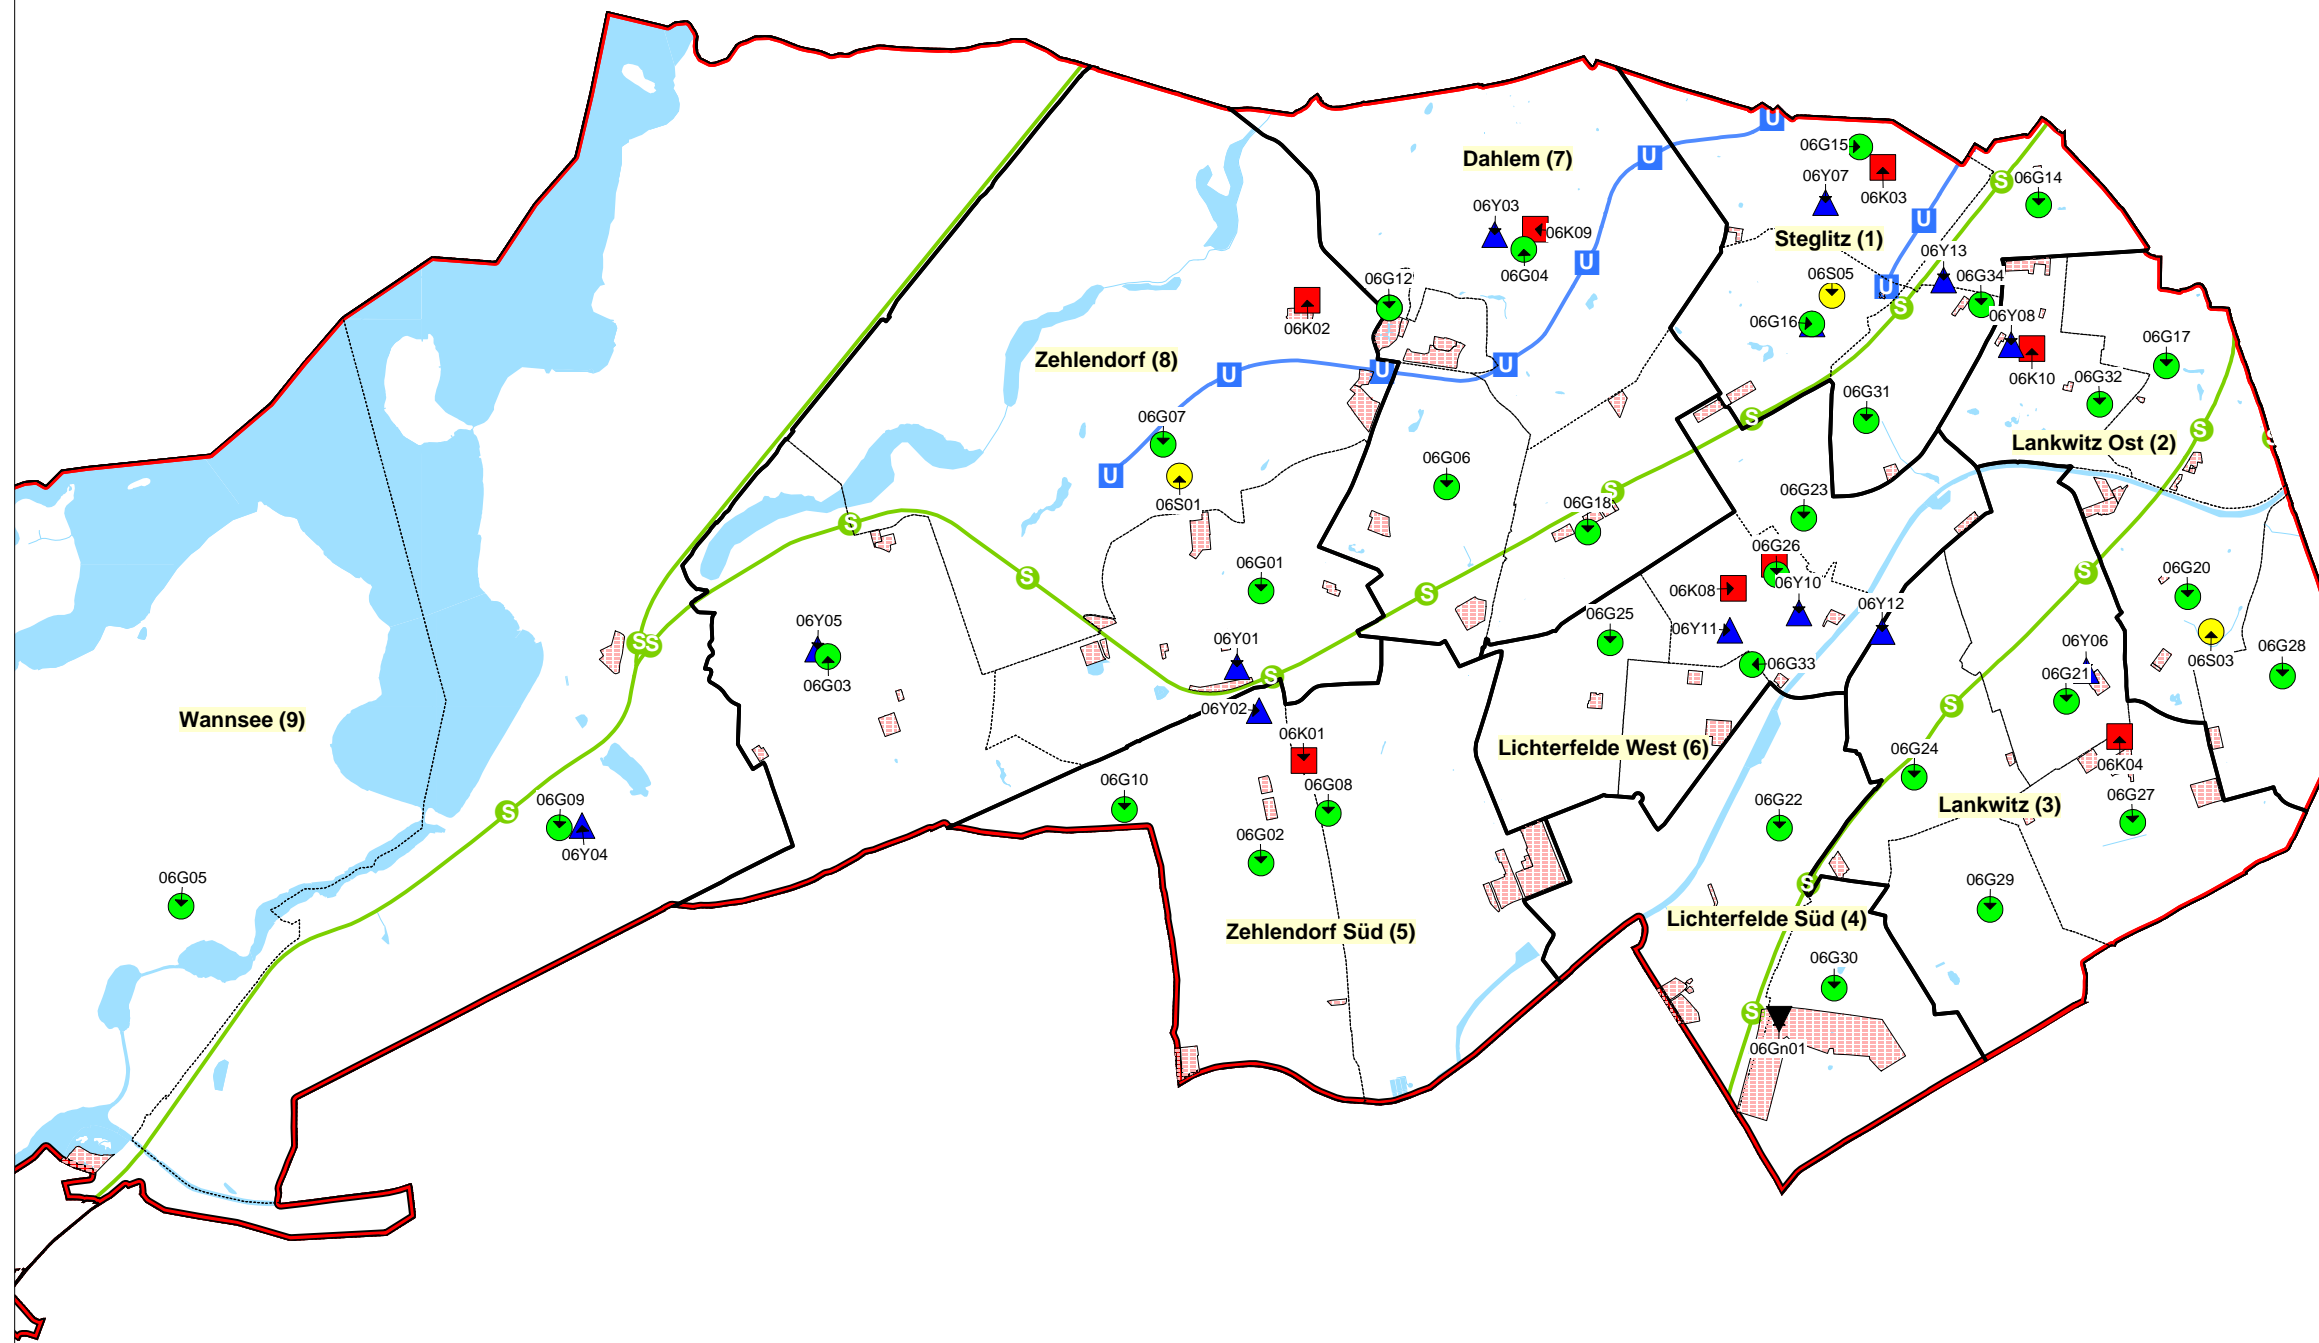 U
06G15
Dahlem (7)
U
06Y07
06K03
S
06G14
06Y03
06K09
U
Steglitz (1)
06G04
U
06Y13
06G12
06S05
U
06G34
06K02
S
06G16
06Y08
Zehlendorf (8)
U
U
U
06G17
06K10
06G32
06G31
06G07
S
S
S
Lankwitz Ost (2)
U
06G06
06S01
06G23
S
06G18
S
06G26
S
S
06G01
06K08
06Y10
06G20
S
06Y12
06G25
06Y05
06Y11
SS
06Y01
06Y06
06S03
06G28
06G33
S
06G21
06G03
06Y02
S
Wannsee (9)
06K01
Lichterfelde West (6)
06G24
06K04
06G10
06G08
06G09
S
06G22
Lankwitz (3)
06G27
06G02
06Y04
06G05
S
06G29
Lichterfelde Süd (4)
Zehlendorf Süd (5)
06G30
S
06Gn01